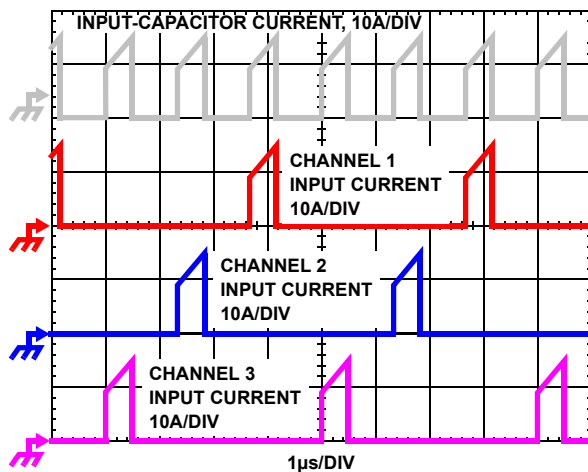 INPUT-CAPACITOR CURRENT, 10A/DIV
CHANNEL 1
INPUT CURRENT
10A/DIV
CHANNEL 2
INPUT CURRENT
10A/DIV
CHANNEL 3
INPUT CURRENT
10A/DIV
1µs/DIV